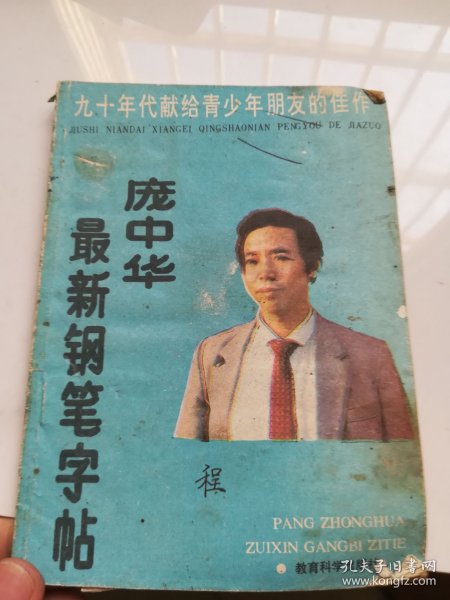 九十年代献给青少年朋友的佳作
JIUSHI NIANDAI XIANGEI QINGSHAONIAN PENGYOU DE JIAZUO
庞中华
最新钢笔字帖
程
PANG ZHONGHUA
ZUIXIN GANGBI ZITIE
教育科学
孔夫子旧书网
kongfz.com